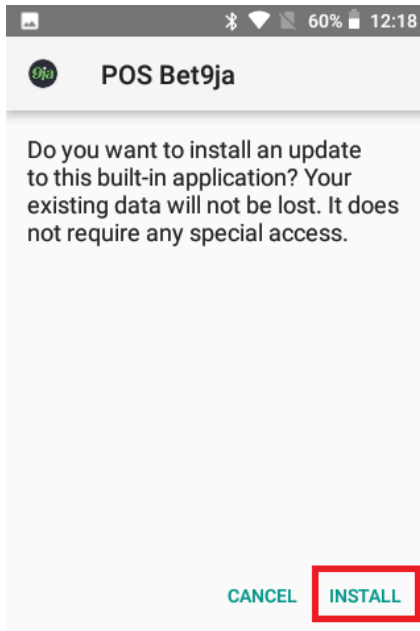 60% 12:18
9ja
POS Bet9ja
Do you want to install an update
to this built-in application? Your
existing data will not be lost. It does
not require any special access.
CANCEL INSTALL